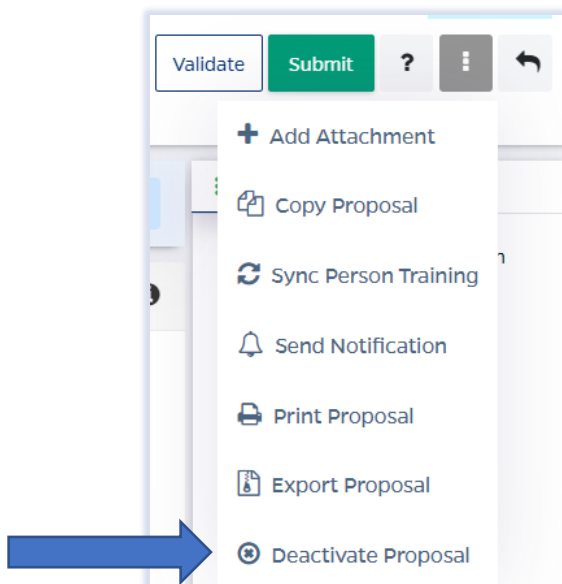 Validate Submit ?
Add Attachment
Copy Proposal
n
Sync Person Training
Send Notification
Print Proposal
Export Proposal
Deactivate Proposal